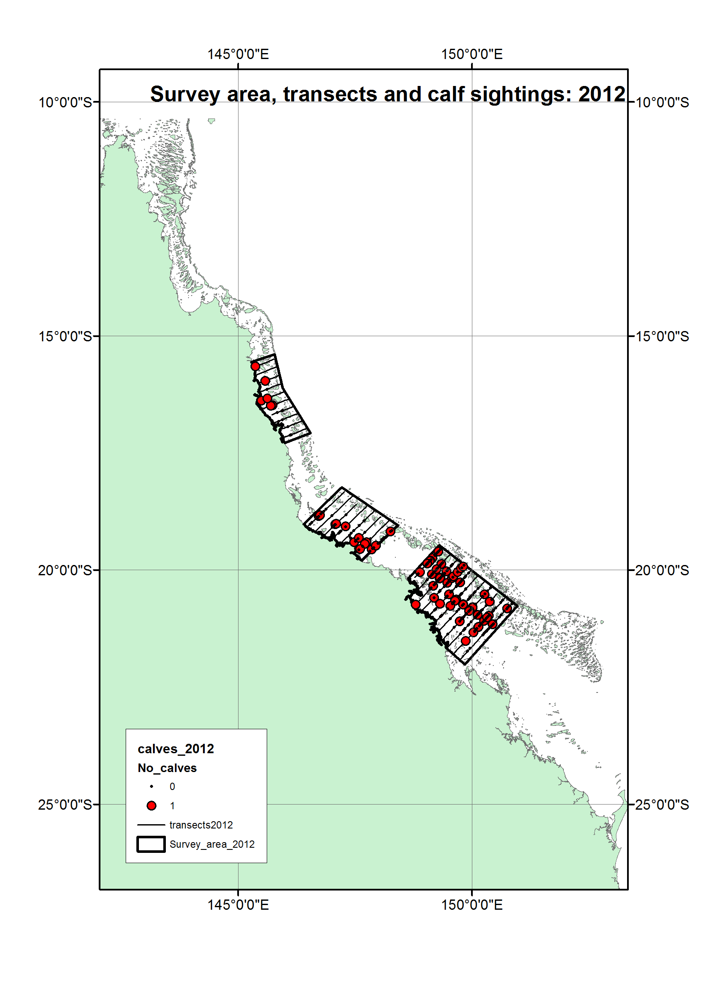 145°0'0"E 150°0'0"E
Survey area, transects and calf sightings: 2012
10°0'0"S 10°0'0"S
15°0'0"S 15°0'0"S
20°0'0"S 20°0'0"S
calves_2012
No_calves
0
1
25°0'0"S 25°0'0"S
transects2012
Survey_area_2012
145°0'0"E 150°0'0"E